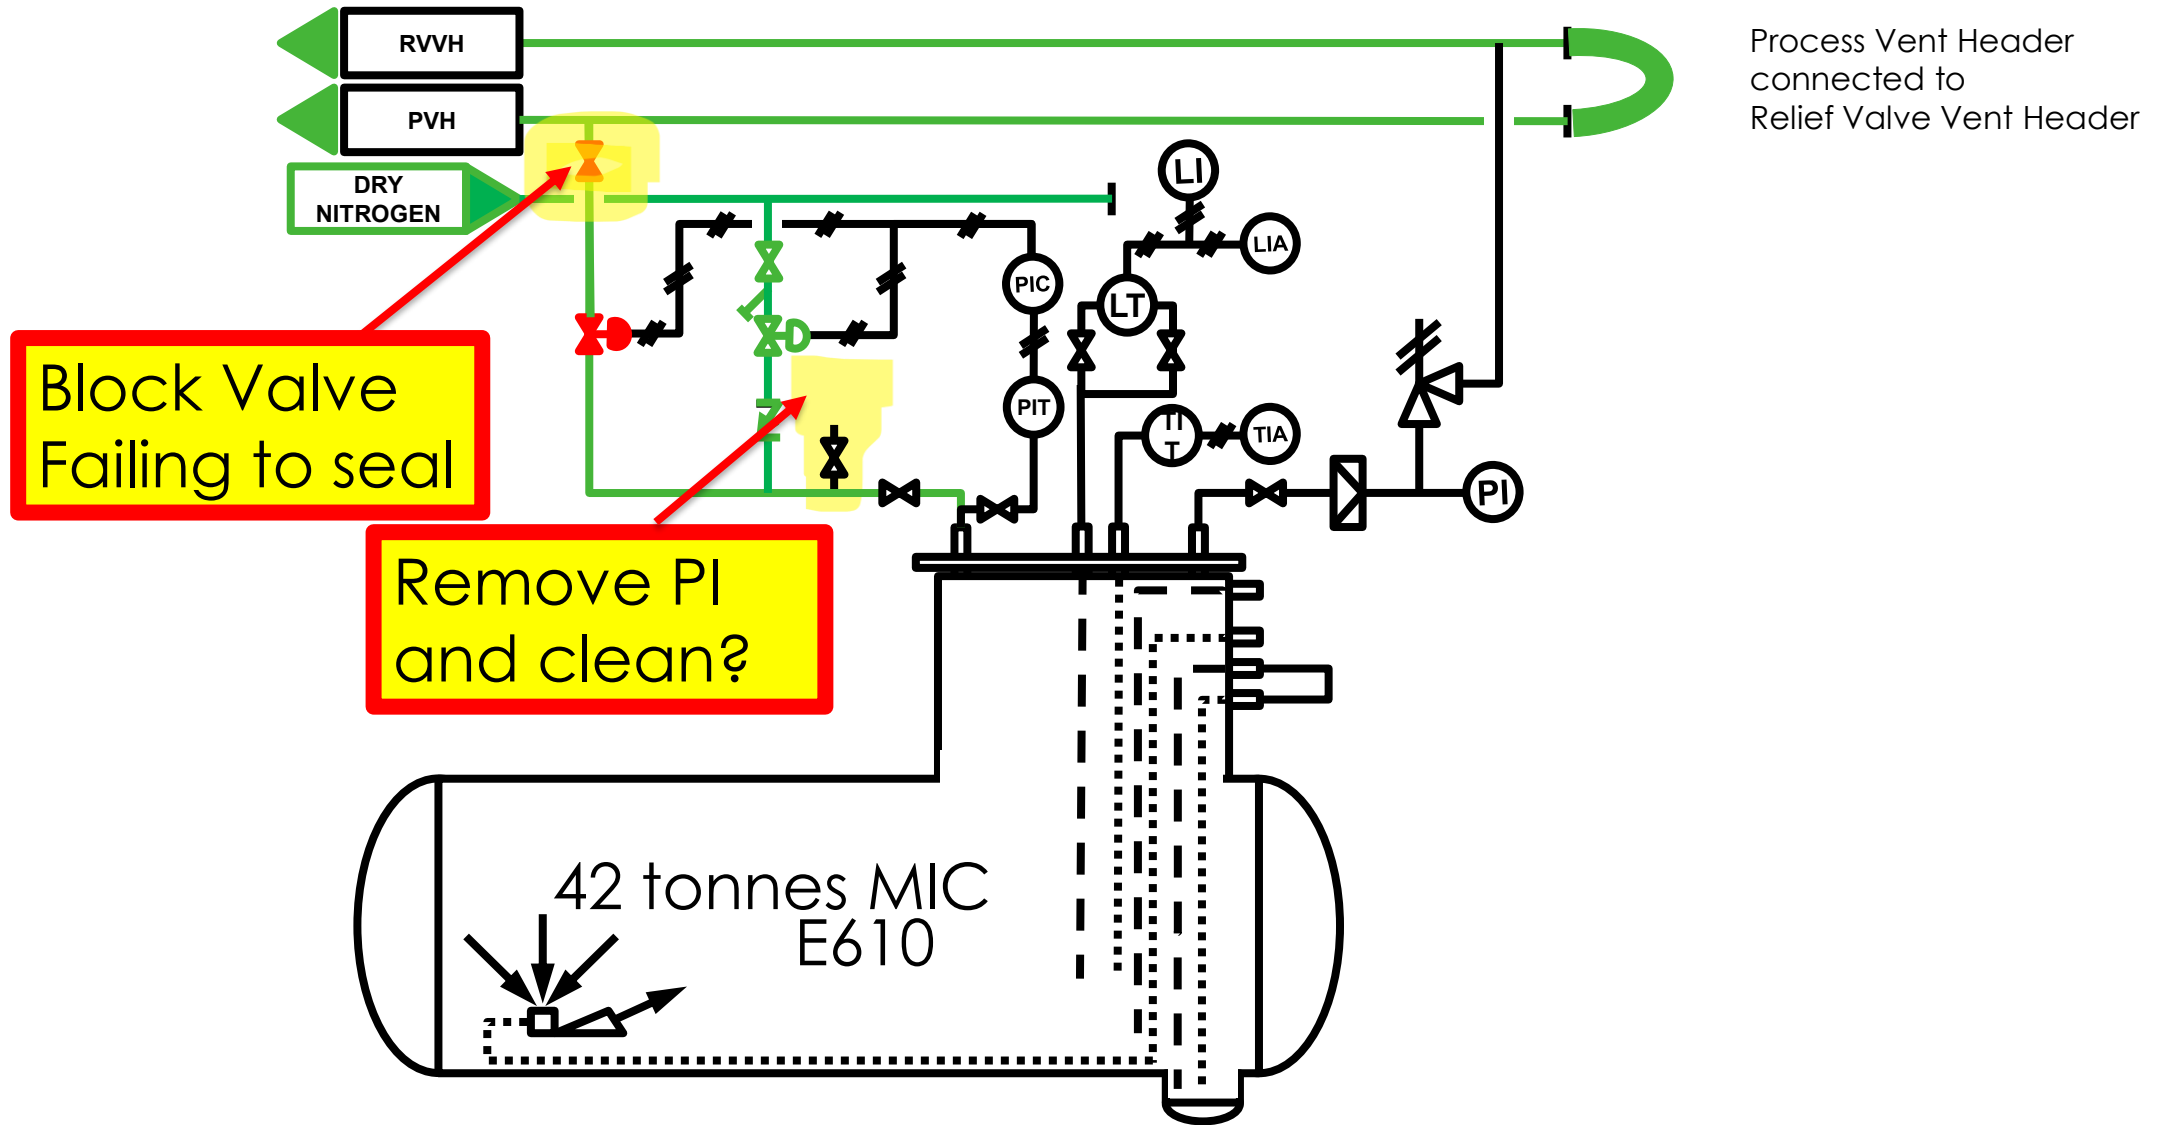 RVVH
Process Vent Header
connected to
Relief Valve Vent Header
PVH
DRY
NITROGEN
LI
LIA
PIC
LT
Block Valve
Failing to seal
PIT
TI
T
TIA
PI
Remove PI
and clean?
42 tonnes MIC
E610